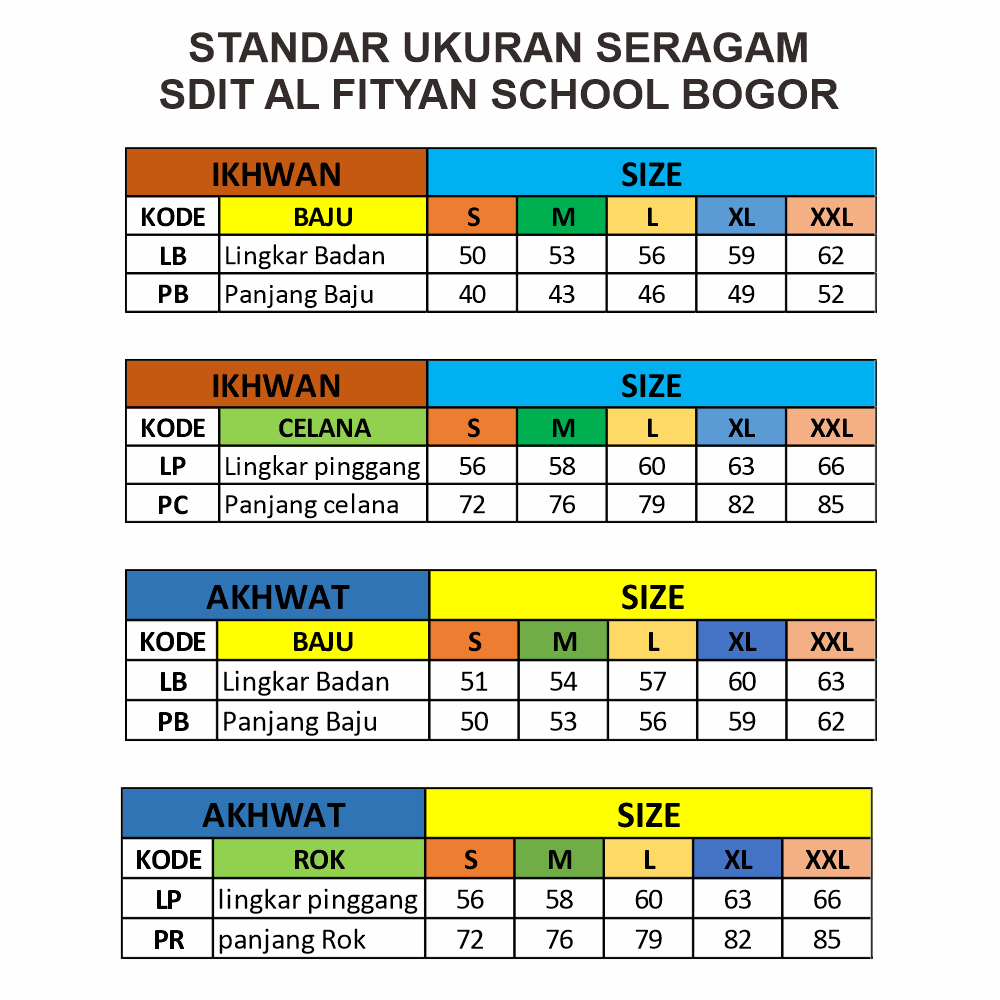 STANDAR UKURAN SERAGAM
SDIT AL FITYAN SCHOOL BOGOR
IKHWAN SIZE
KODE BAJU S M L XL XXL
LB Lingkar Badan 50 53 56 59 62
PB Panjang Baju 40 43 46 49 52
IKHWAN SIZE
KODE CELANA S M L XL XXL
LP Lingkar pinggang 56 58 60 63 66
PC Panjang celana 72 76 79 82 85
AKHWAT SIZE
KODE BAJU S M L XL XXL
LB Lingkar Badan 51 54 57 60 63
PB Panjang Baju 50 53 56 59 62
AKHWAT SIZE
KODE ROK S M L XL XXL
LP lingkar pinggang 56 58 60 63 66
PR panjang Rok 72 76 79 82 85